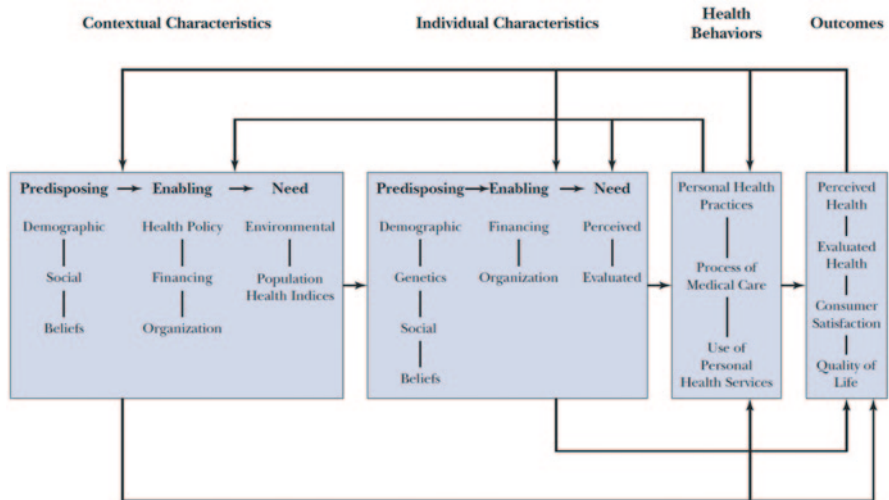 Contextual Characteristics
Individual Characteristics
Health
Behaviors
Outcomes
Predisposing
Enabling
Need
Demographic
Social
Beliefs
Health Policy
Financing
Organization
Environmental
Population
Health Indices
Predisposing
Enabling
Need
Demographic
Genetics
Social
Beliefs
Financing
Organization
Perceived
Evaluated
Personal Health
Practices
Process of
Medical Care
Use of
Personal
Health Services
Perceived
Health
Evaluated
Health
Consumer
Satisfaction
Quality of
Life